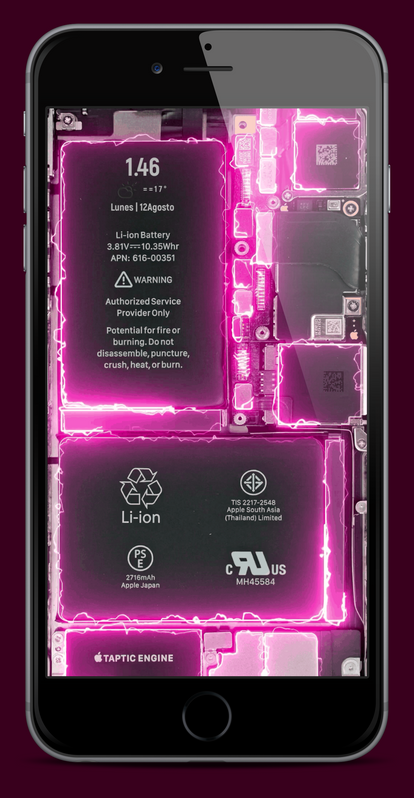 1.46
==17°
Lunes | 12Agosto
Li-ion Battery
3.81V⎓10.35Whr
APN: 616-00351
WARNING
Authorized Service
Provider Only
Potential for fire or
burning. Do not
disassemble, puncture,
crush, heat, or burn.
Li-ion
TIS 2217-2548
Apple South Asia
(Thailand) Limited
PS
E
2716mAh
Apple Japan
c RU US
MH45584
TAPTIC ENGINE